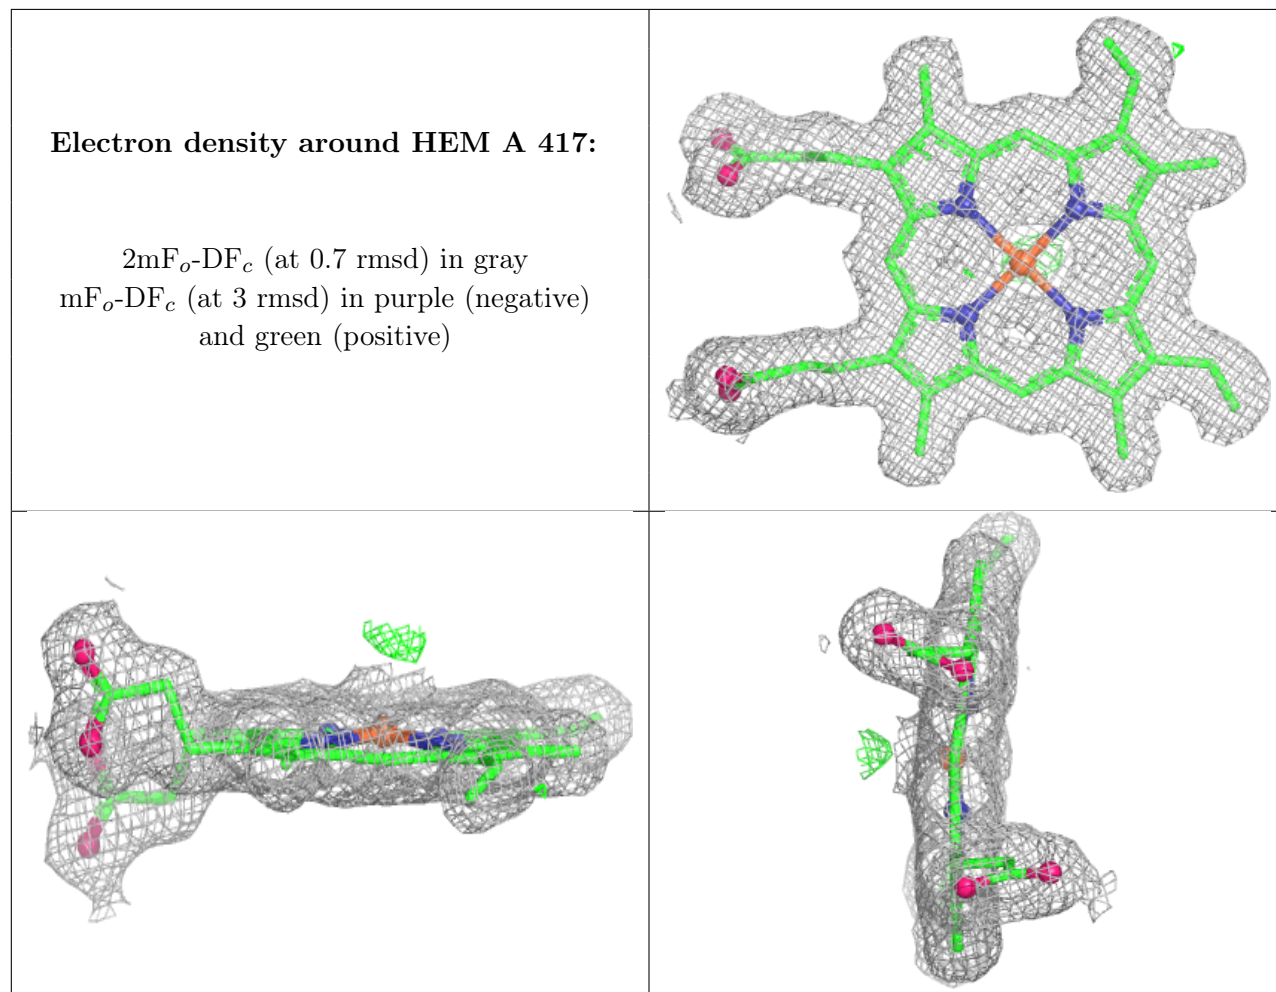 Electron density around HEM A 417:
2mFo-DFc (at 0.7 rmsd) in gray
mFo-DFc (at 3 rmsd) in purple (negative)
and green (positive)